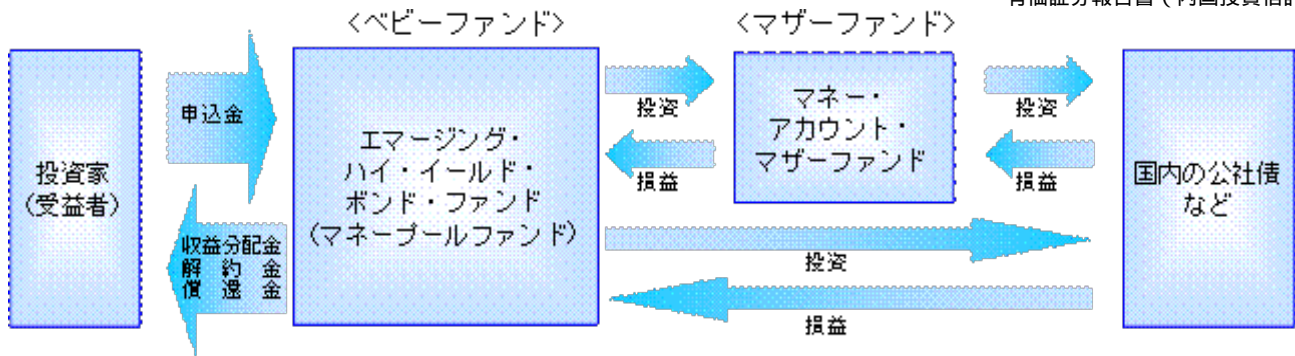 〈ベビーファンド〉
〈マザーファンド〉
投資家
（受益者）
申込金
収益分配金
解約金
償還金
エマージング・
ハイ・イールド・
ボンド・ファンド
（マネープールファンド）
投資
損益
マネー・
アカウント・
マザーファンド
投資
損益
投資
損益
国内の公社債
など